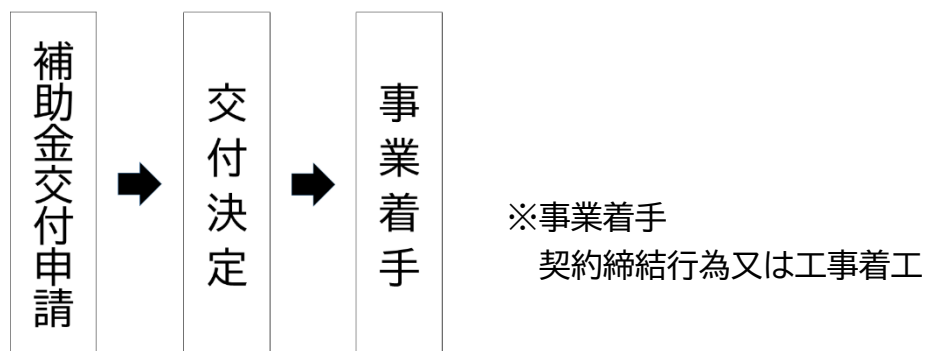 補助金交付申請
交付決定
事業着手
※事業着手
契約締結行為又は工事着工